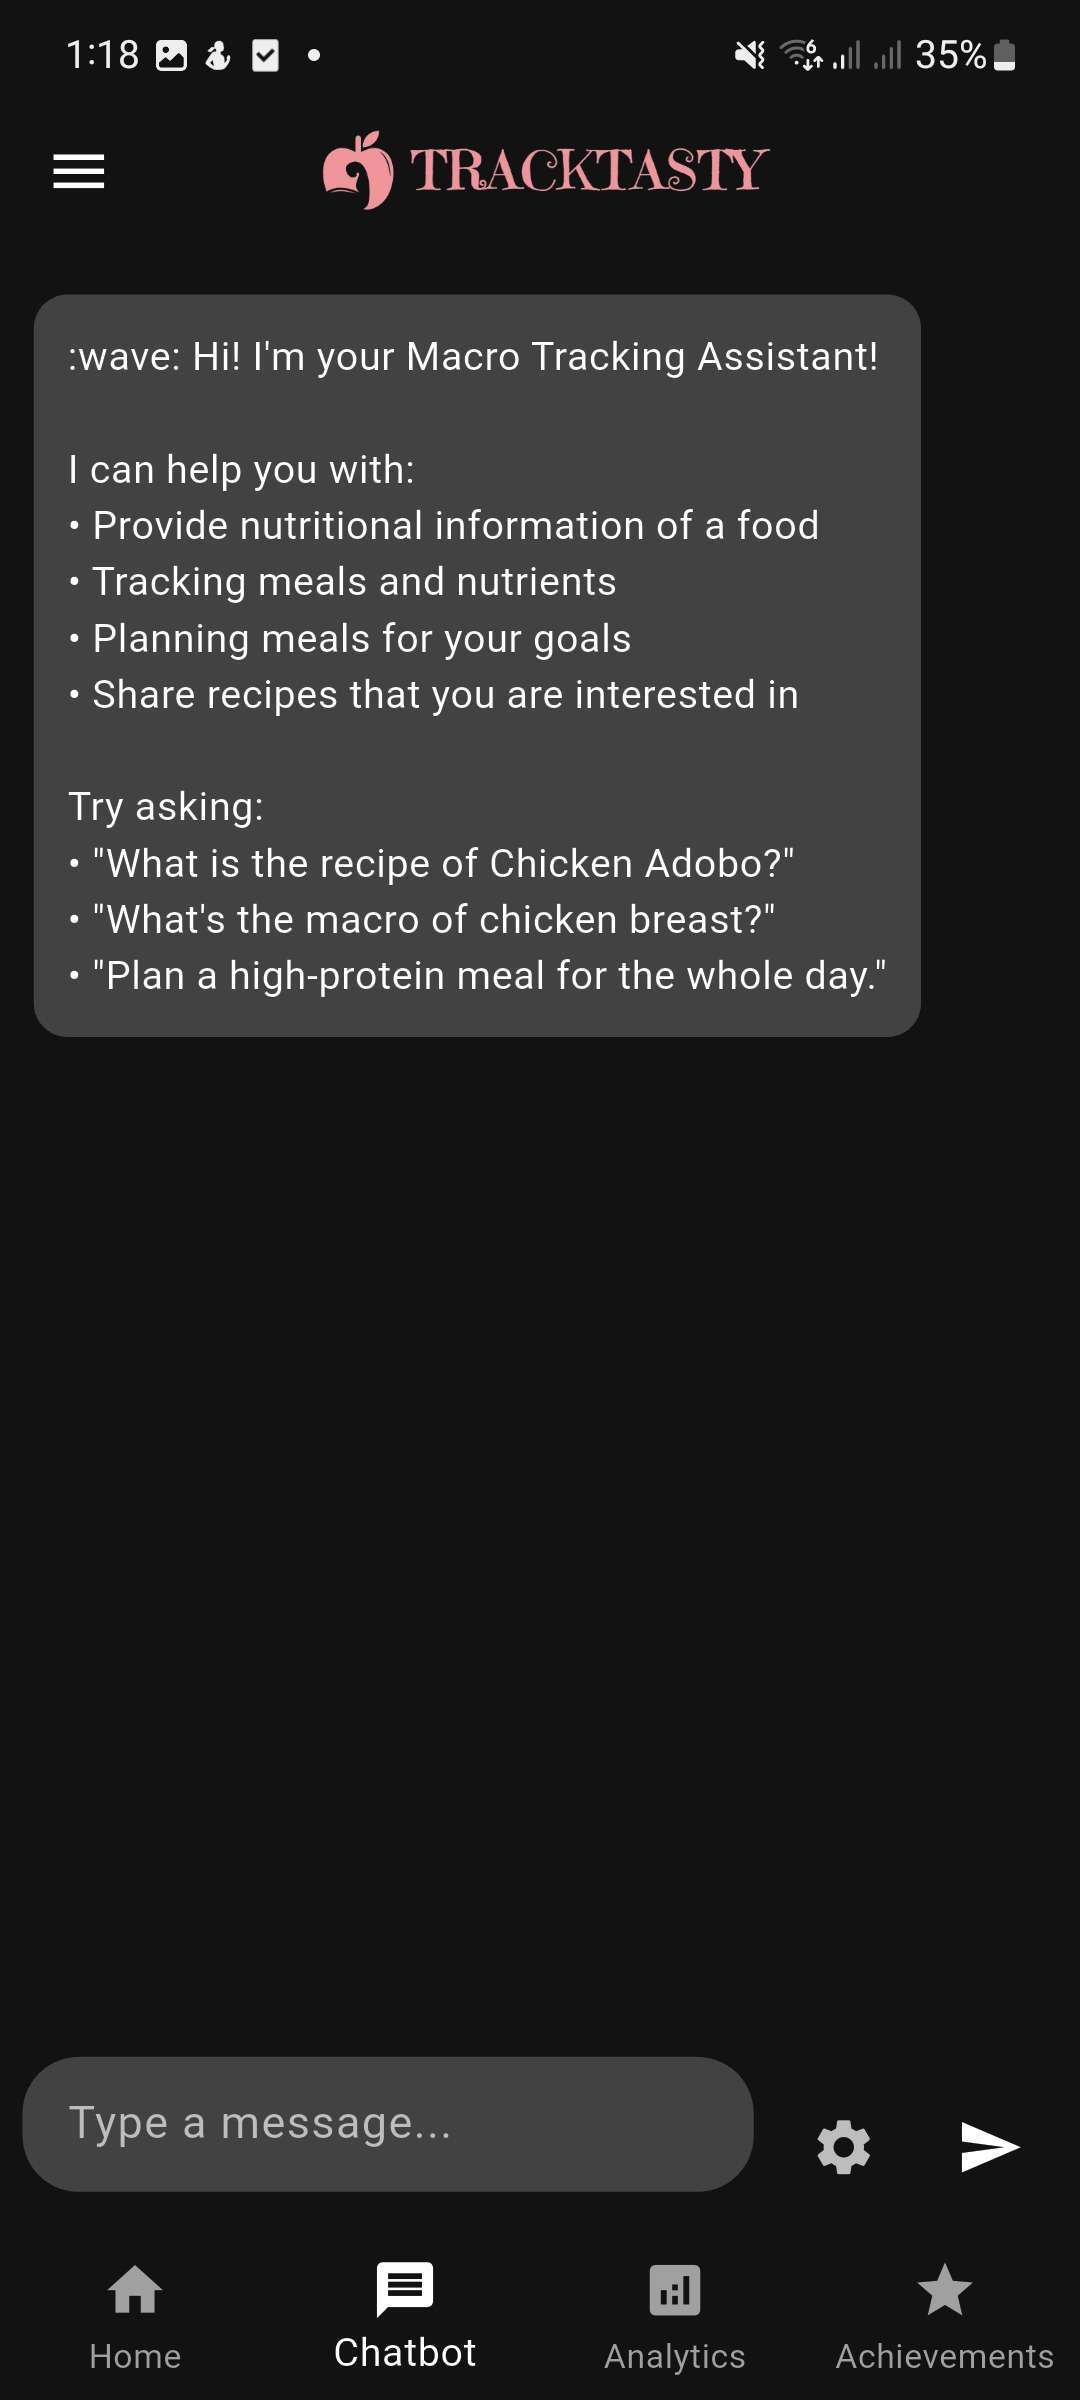 1:18
6
35%
TRACKTASTY
:wave: Hi! I'm your Macro Tracking Assistant!
I can help you with:
• Provide nutritional information of a food
• Tracking meals and nutrients
• Planning meals for your goals
• Share recipes that you are interested in
Try asking:
• "What is the recipe of Chicken Adobo?"
• "What's the macro of chicken breast?"
• "Plan a high-protein meal for the whole day."
Type a message...
Home
Chatbot
Analytics
Achievements